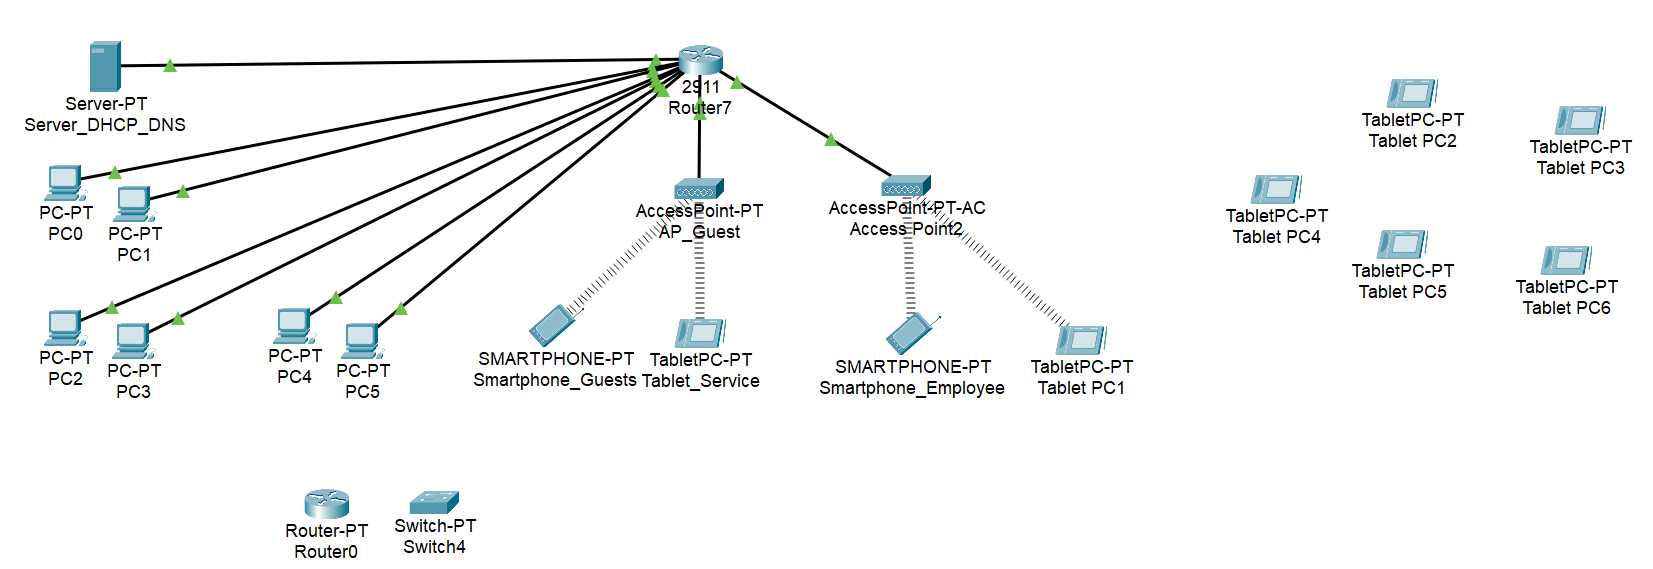 Server-PT
Server_DHCP_DNS
2911
Router7
TabletPC-PT
Tablet PC2
TabletPC-PT
Tablet PC3
PC-PT
PC0
PC-PT
PC1
AccessPoint-PT
AP_Guest
AccessPoint-PT-AC
Access Point2
TabletPC-PT
Tablet PC4
TabletPC-PT
Tablet PC5
TabletPC-PT
Tablet PC6
PC-PT
PC2
PC-PT
PC3
PC-PT
PC4
PC-PT
PC5
SMARTPHONE-PT
Smartphone_Guests
TabletPC-PT
Tablet_Service
SMARTPHONE-PT
Smartphone_Employee
TabletPC-PT
Tablet PC1
Router-PT
Router0
Switch-PT
Switch4